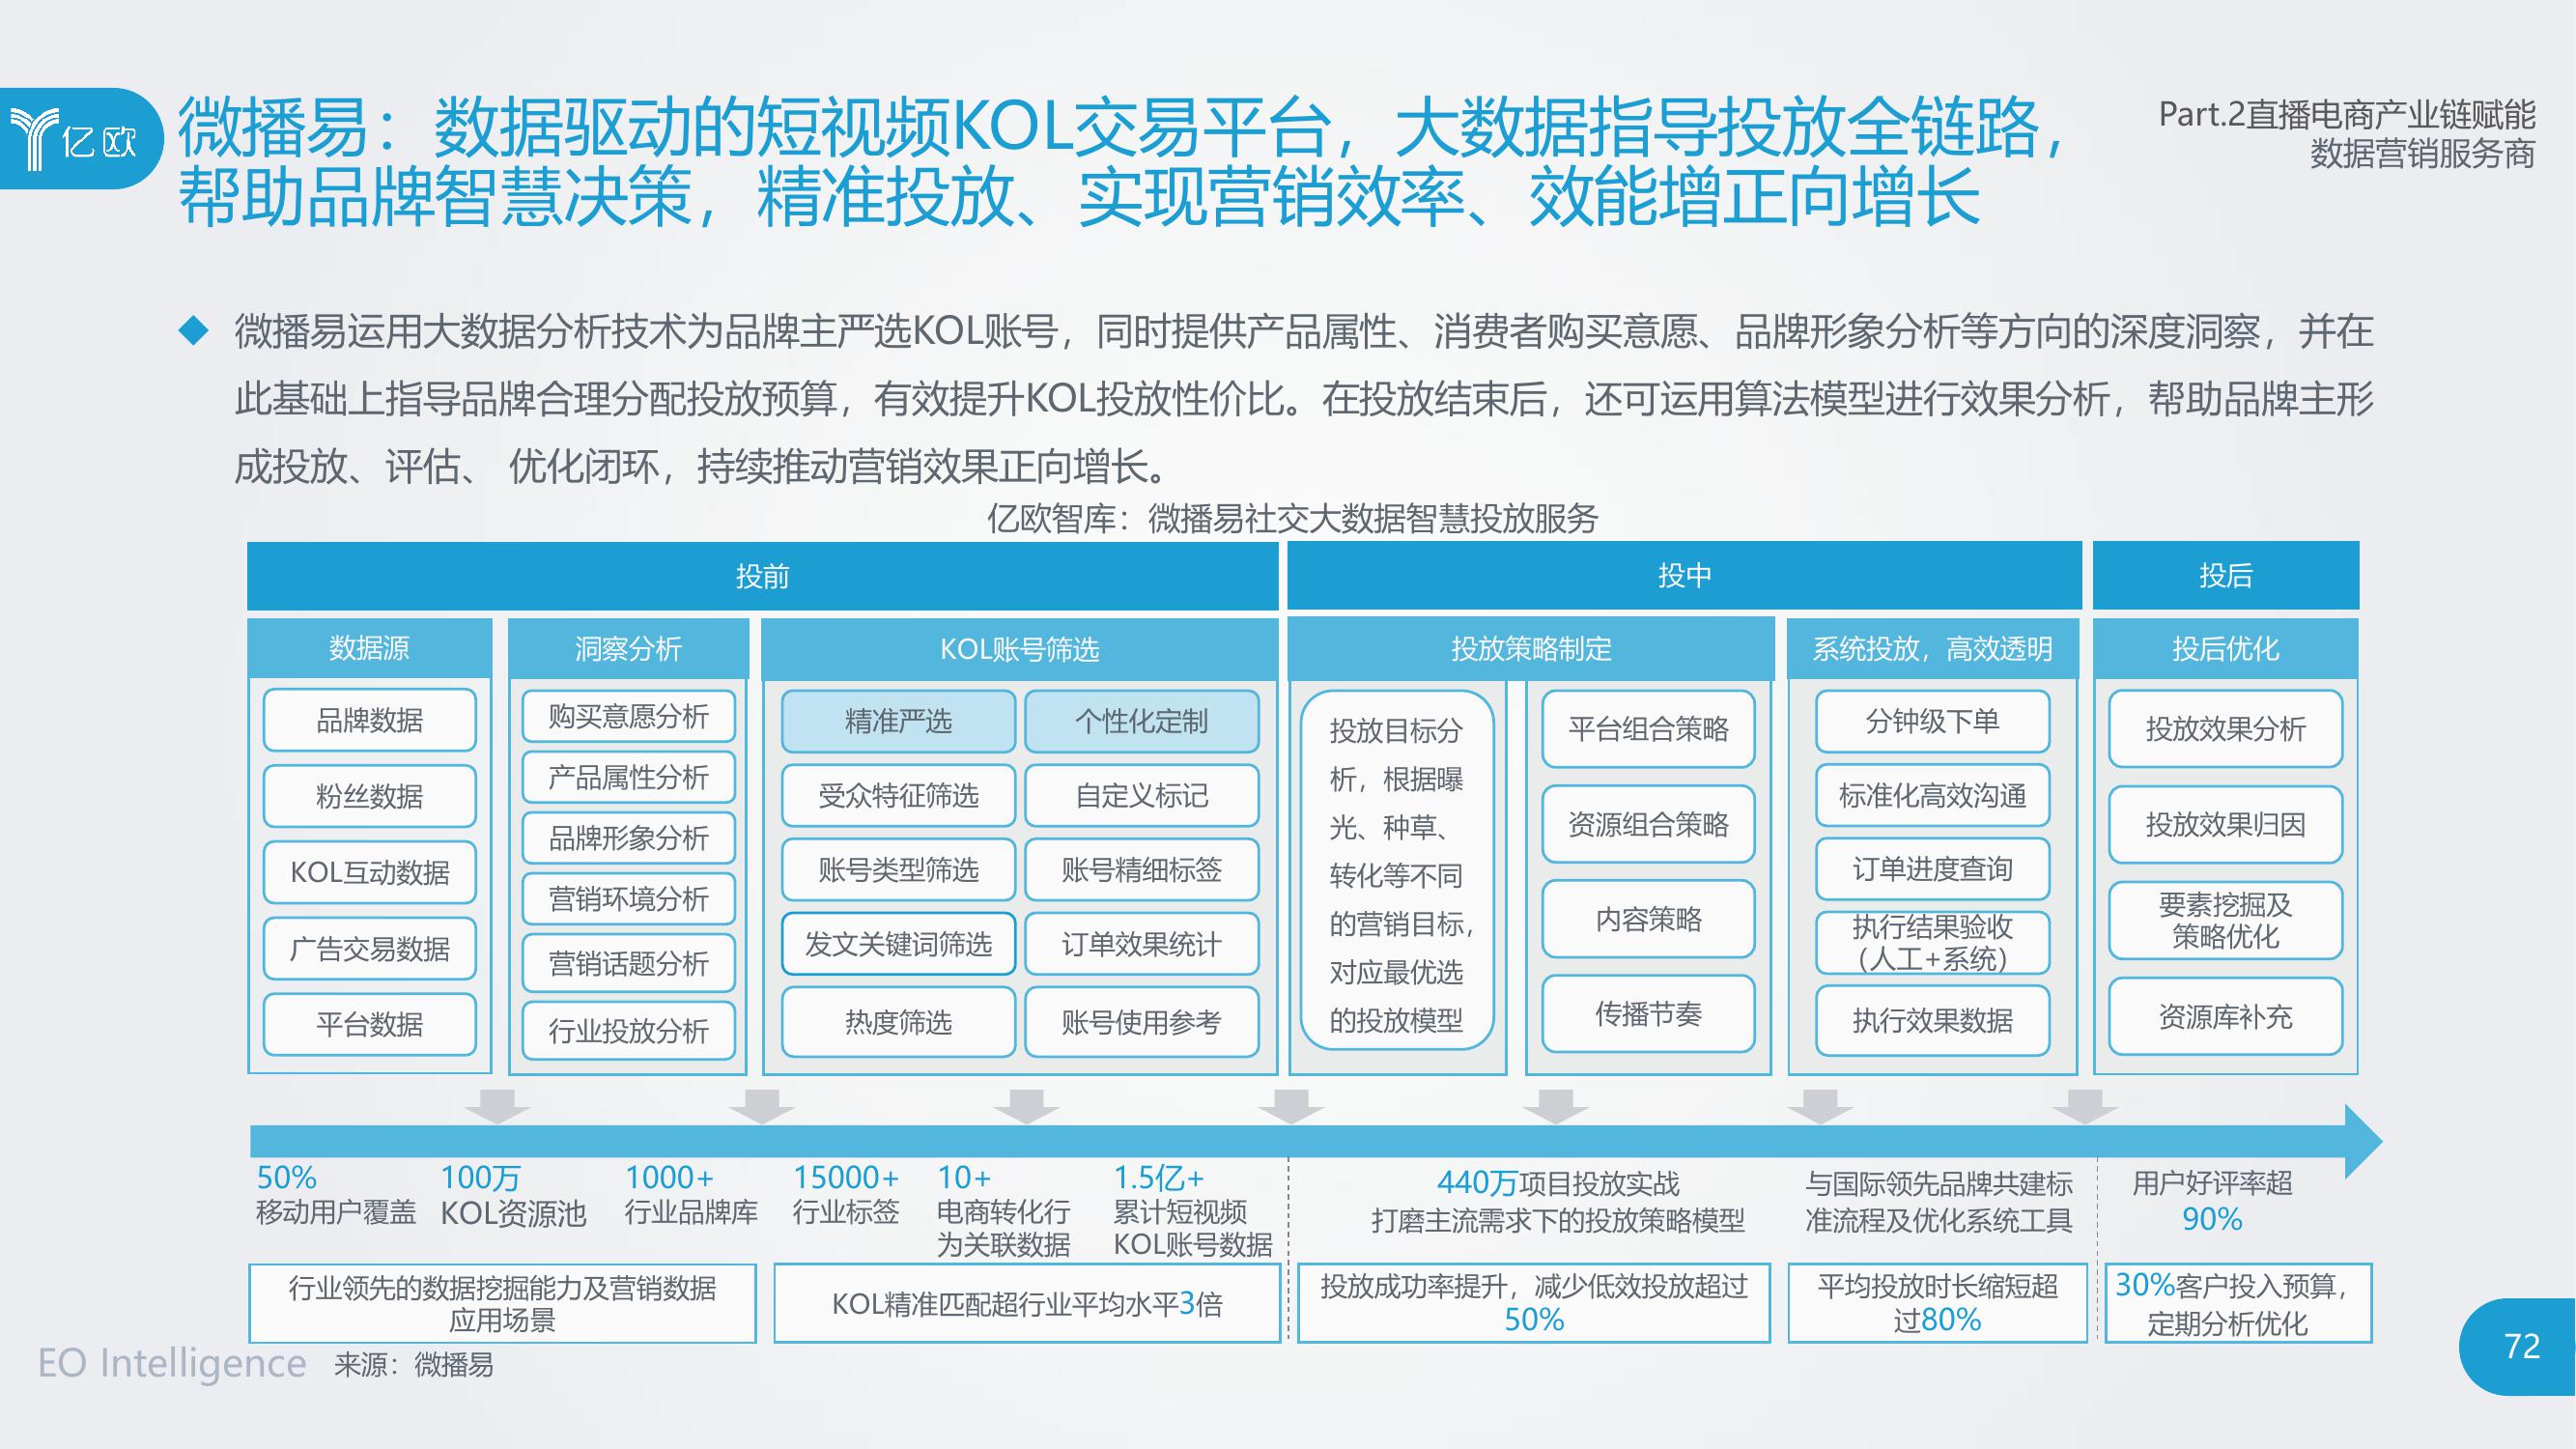 亿欧
微播易：数据驱动的短视频KOL交易平台，大数据指导投放全链路，
帮助品牌智慧决策，精准投放、实现营销效率、效能增正向增长
Part.2直播电商产业链赋能
数据营销服务商
微播易运用大数据分析技术为品牌主严选KOL账号，同时提供产品属性、消费者购买意愿、品牌形象分析等方向的深度洞察，并在
此基础上指导品牌合理分配投放预算，有效提升KOL投放性价比。在投放结束后，还可运用算法模型进行效果分析，帮助品牌主形
成投放、评估、 优化闭环，持续推动营销效果正向增长。
亿欧智库：微播易社交大数据智慧投放服务
投前
投中
投后
数据源
洞察分析
KOL账号筛选
投放策略制定
系统投放，高效透明
投后优化
品牌数据
粉丝数据
KOL互动数据
广告交易数据
平台数据
购买意愿分析
产品属性分析
品牌形象分析
营销环境分析
营销话题分析
行业投放分析
精准严选
受众特征筛选
账号类型筛选
发文关键词筛选
热度筛选
个性化定制
自定义标记
账号精细标签
订单效果统计
账号使用参考
投放目标分
析，根据曝
光、种草、
转化等不同
的营销目标，
对应最优选
的投放模型
平台组合策略
资源组合策略
内容策略
传播节奏
分钟级下单
标准化高效沟通
订单进度查询
执行结果验收
（人工+系统）
执行效果数据
投放效果分析
投放效果归因
要素挖掘及
策略优化
资源库补充
50%
移动用户覆盖
100万
KOL资源池
1000+
行业品牌库
15000+
行业标签
10+
电商转化行
为关联数据
1.5亿+
累计短视频
KOL账号数据
440万项目投放实战
打磨主流需求下的投放策略模型
与国际领先品牌共建标
准流程及优化系统工具
用户好评率超
90%
行业领先的数据挖掘能力及营销数据
应用场景
KOL精准匹配超行业平均水平3倍
投放成功率提升，减少低效投放超过
50%
平均投放时长缩短超
过80%
30%客户投入预算，
定期分析优化
EO Intelligence
来源：微播易
72